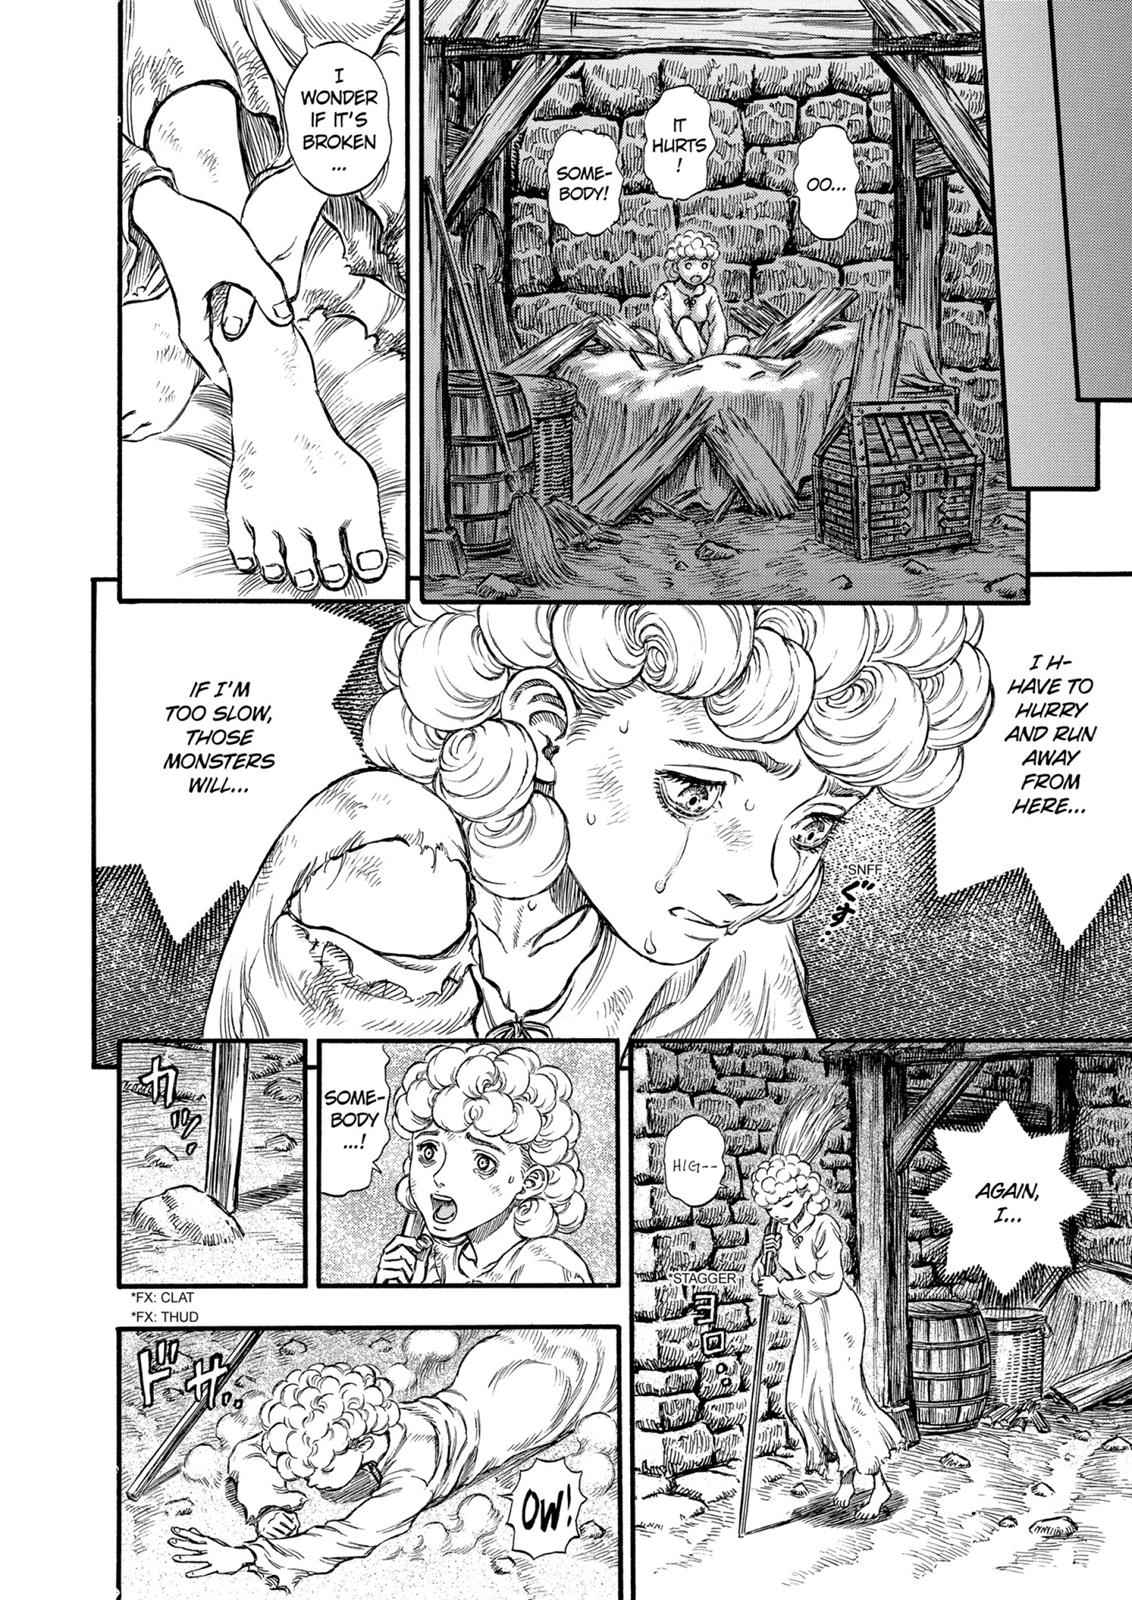 OO...
IT
HURTS
!
SOME-
BODY!
I
WONDER
IF IT'S
BROKEN
...
I H-
HAVE TO
HURRY
AND RUN
AWAY
FROM
HERE...
*SNFF
ぐす…
IF I'M
TOO SLOW,
THOSE
MONSTERS
WILL...
AGAIN,
I...
HIG--
*STAGGER
ヨロ…
SOME-
BODY
...!
カッ
*FX: CLAT
*FX: THUD
ドサ
OW!